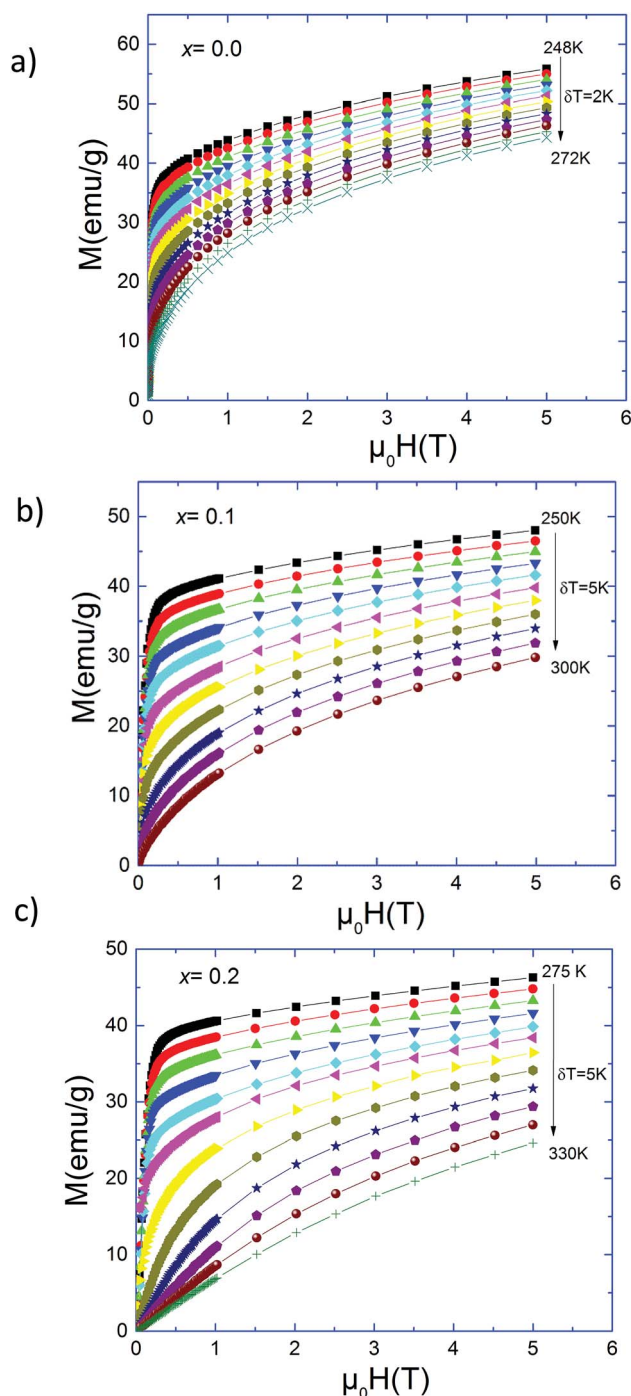 a)
x= 0.0
60
50
40
30
20
10
0
M(emu/g)
248K
δT=2K
272K
0 1 2 3 4 5 6
μ₀H(T)
b)
x= 0.1
50
40
30
20
10
0
M(emu/g)
250K
δT=5K
300K
0 1 2 3 4 5 6
μ₀H(T)
c)
x= 0.2
50
40
30
20
10
0
M(emu/g)
275 K
δT=5K
330K
0 1 2 3 4 5 6
μ₀H(T)